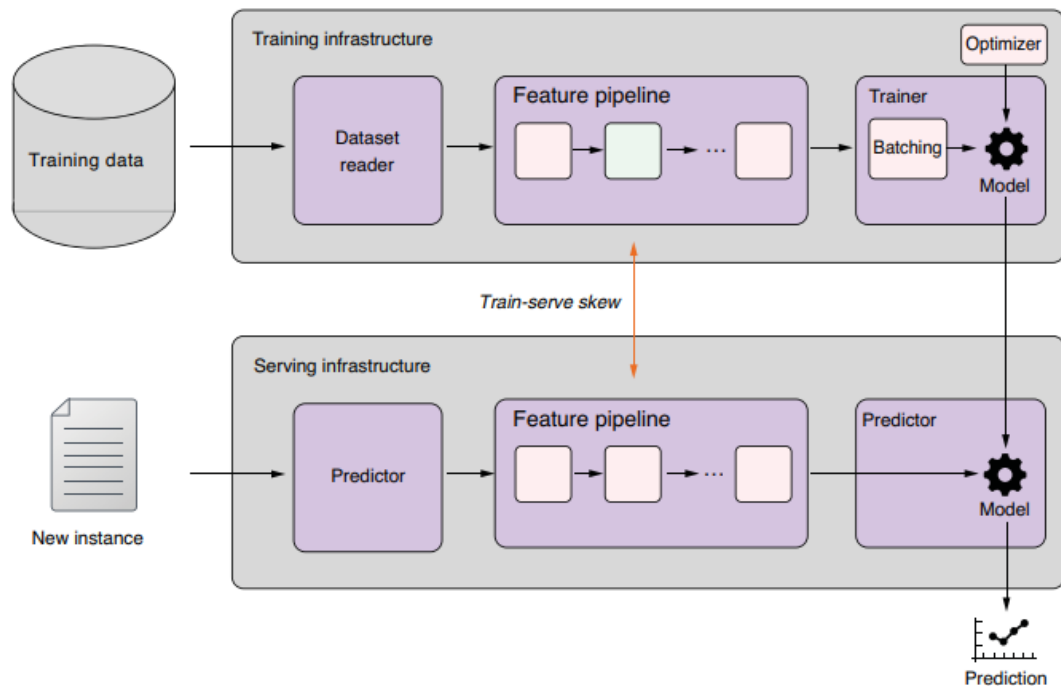 Training infrastructure
Optimizer
Training data
Dataset
reader
Feature pipeline
...
Trainer
Batching
Model
Train-serve skew
Serving infrastructure
New instance
Predictor
Feature pipeline
...
Predictor
Model
Prediction